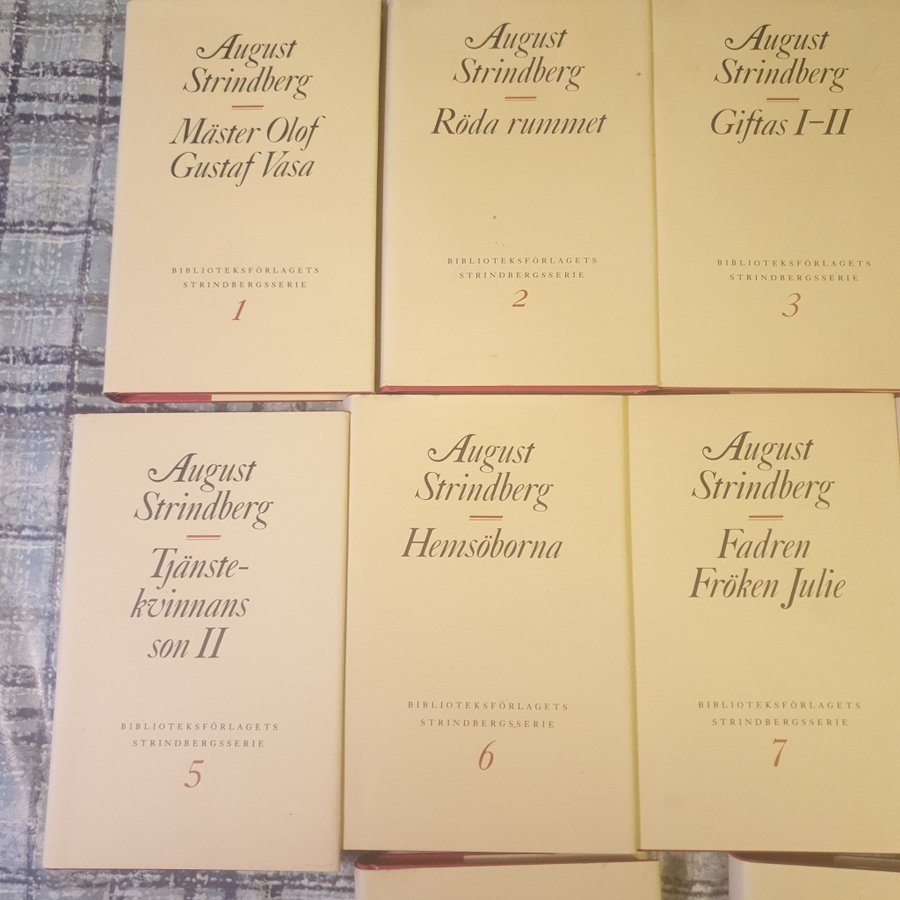 August
Strindberg
Mäster Olof
Gustaf Vasa
BIBLIOTEKSFÖRLAGETS
STRINDBERGSSERIE
1
August
Strindberg
Röda rummet
BIBLIOTEKSFÖRLAGETS
STRINDBERGSSERIE
2
August
Strindberg
Giftas I–II
BIBLIOTEKSFÖRLAGETS
STRINDBERGSSERIE
3
August
Strindberg
Tjänste-
kvinnans
son II
BIBLIOTEKSFÖRLAGETS
STRINDBERGSSERIE
5
August
Strindberg
Hemsöborna
BIBLIOTEKSFÖRLAGETS
STRINDBERGSSERIE
6
August
Strindberg
Fadren
Fröken Julie
BIBLIOTEKSFÖRLAGETS
STRINDBERGSSERIE
7